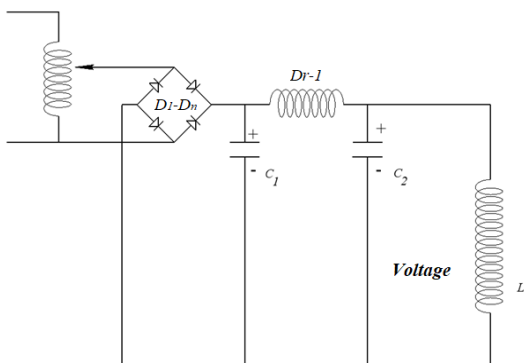 Dr-1
D1-Dn
+
-
C1
+
-
C2
Voltage
L